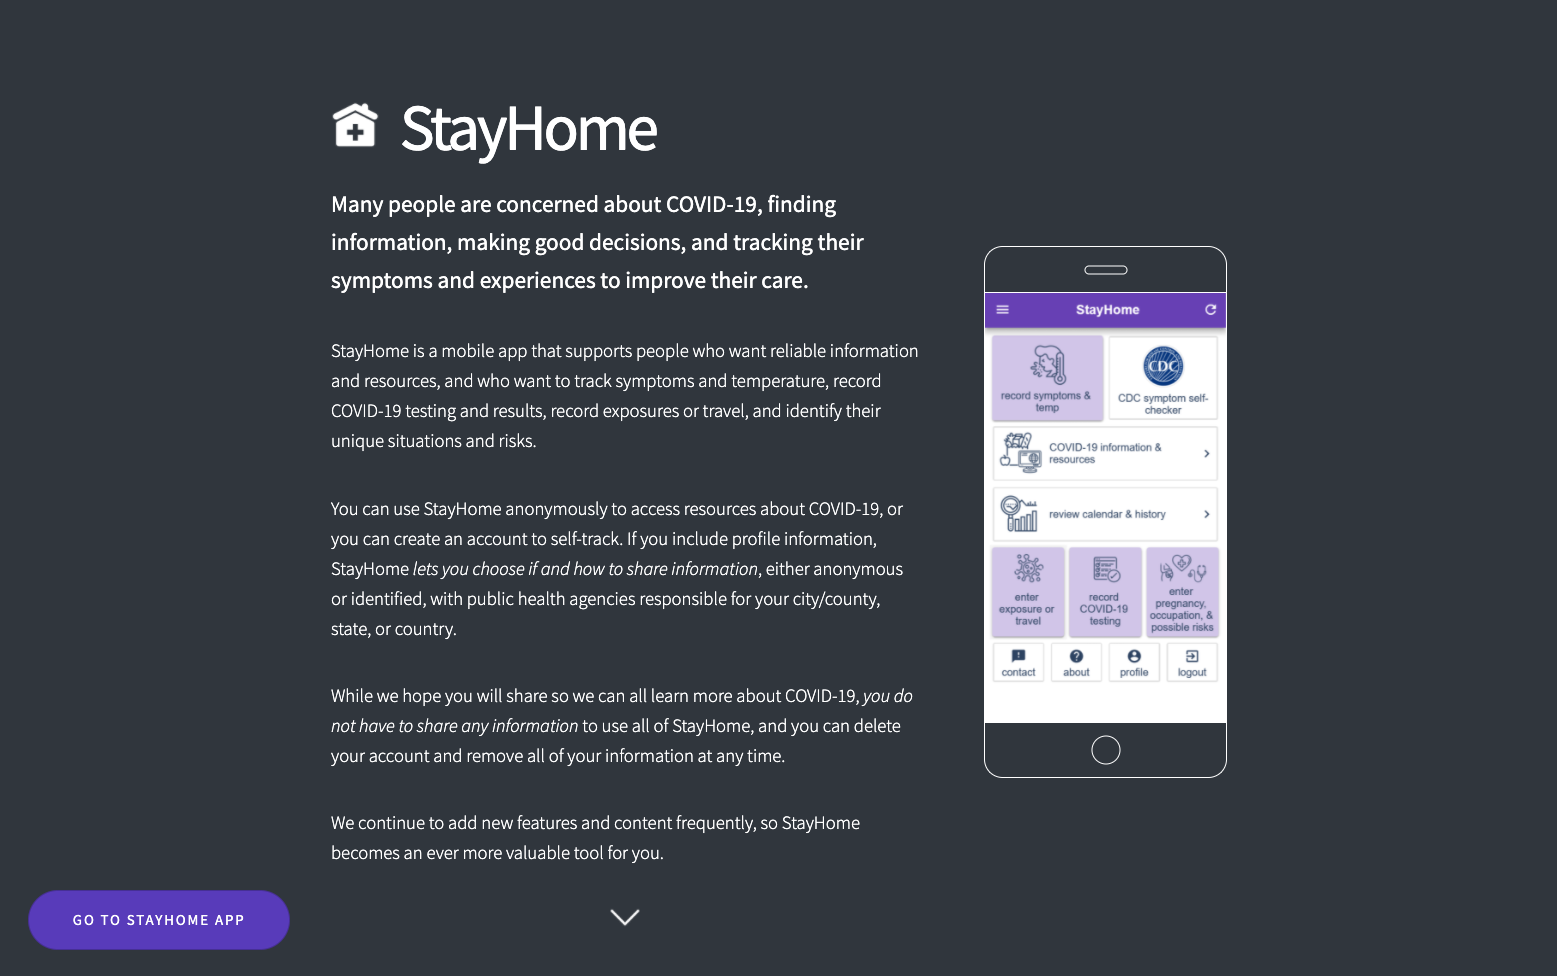 StayHome
Many people are concerned about COVID-19, finding
information, making good decisions, and tracking their
symptoms and experiences to improve their care.
StayHome is a mobile app that supports people who want reliable information
and resources, and who want to track symptoms and temperature, record
COVID-19 testing and results, record exposures or travel, and identify their
unique situations and risks.
You can use StayHome anonymously to access resources about COVID-19, or
you can create an account to self-track. If you include profile information,
StayHome lets you choose if and how to share information, either anonymous
or identified, with public health agencies responsible for your city/county,
state, or country.
While we hope you will share so we can all learn more about COVID-19, you do
not have to share any information to use all of StayHome, and you can delete
your account and remove all of your information at any time.
We continue to add new features and content frequently, so StayHome
becomes an ever more valuable tool for you.
GO TO STAYHOME APP
StayHome
record symptoms &
temp
CDC
CDC symptom self-
checker
COVID-19 information &
resources
review calendar & history
enter
exposure or
travel
record
COVID-19
testing
enter
pregnancy,
occupation, &
possible risks
contact
about
profile
logout